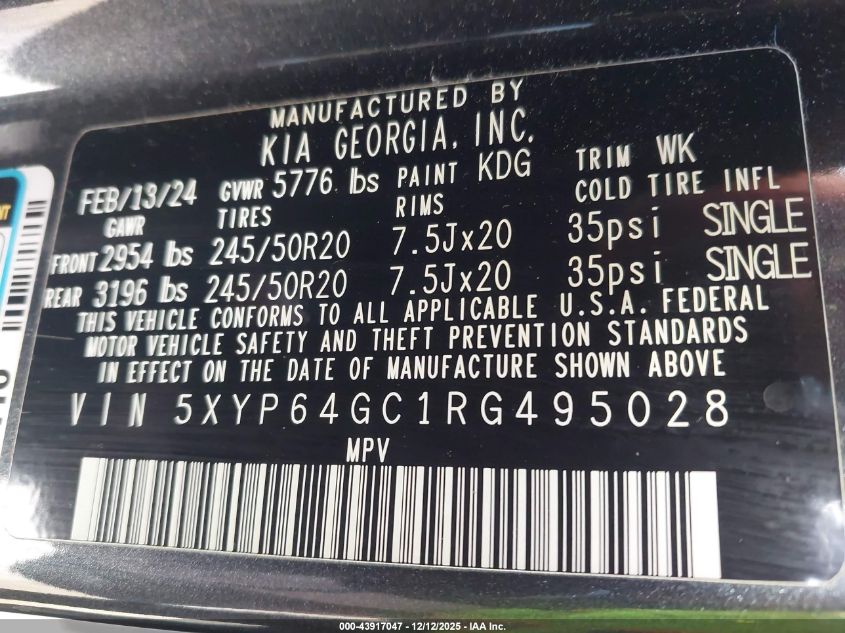 MANUFACTURED BY
KIA GEORGIA, INC.
FEB/13/24 GVWR 5776 lbs PAINT KDG TRIM WK
GAWR TIRES RIMS COLD TIRE INFL
FRONT 2954 lbs 245/50R20 7.5Jx20 35psi SINGLE
REAR 3196 lbs 245/50R20 7.5Jx20 35psi SINGLE
THIS VEHICLE CONFORMS TO ALL APPLICABLE U.S.A. FEDERAL
MOTOR VEHICLE SAFETY AND THEFT PREVENTION STANDARDS
IN EFFECT ON THE DATE OF MANUFACTURE SHOWN ABOVE
VIN 5XYP64GC1RG495028
MPV
000-43917047 - 12/12/2025 - IAA Inc.